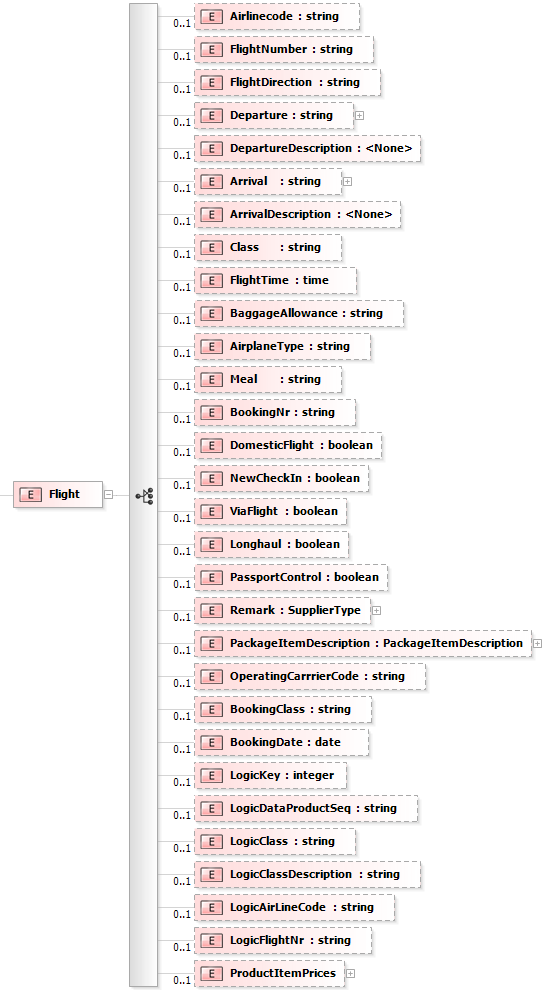 E Airlinecode : string
0..1
E FlightNumber : string
0..1
E FlightDirection : string
0..1
E Departure : string
0..1
E DepartureDescription : <None>
0..1
E Arrival : string
0..1
E ArrivalDescription : <None>
0..1
E Class : string
0..1
E FlightTime : time
0..1
E BaggageAllowance : string
0..1
E AirplaneType : string
0..1
E Meal : string
0..1
E BookingNr : string
0..1
E DomesticFlight : boolean
0..1
E NewCheckIn : boolean
0..1
E Flight
E ViaFlight : boolean
0..1
E Longhaul : boolean
0..1
E PassportControl : boolean
0..1
E Remark : SupplierType
0..1
E PackageItemDescription : PackageItemDescription
0..1
E OperatingCarrrierCode : string
0..1
E BookingClass : string
0..1
E BookingDate : date
0..1
E LogicKey : integer
0..1
E LogicDataProductSeq : string
0..1
E LogicClass : string
0..1
E LogicClassDescription : string
0..1
E LogicAirLineCode : string
0..1
E LogicFlightNr : string
0..1
E ProductItemPrices
0..1